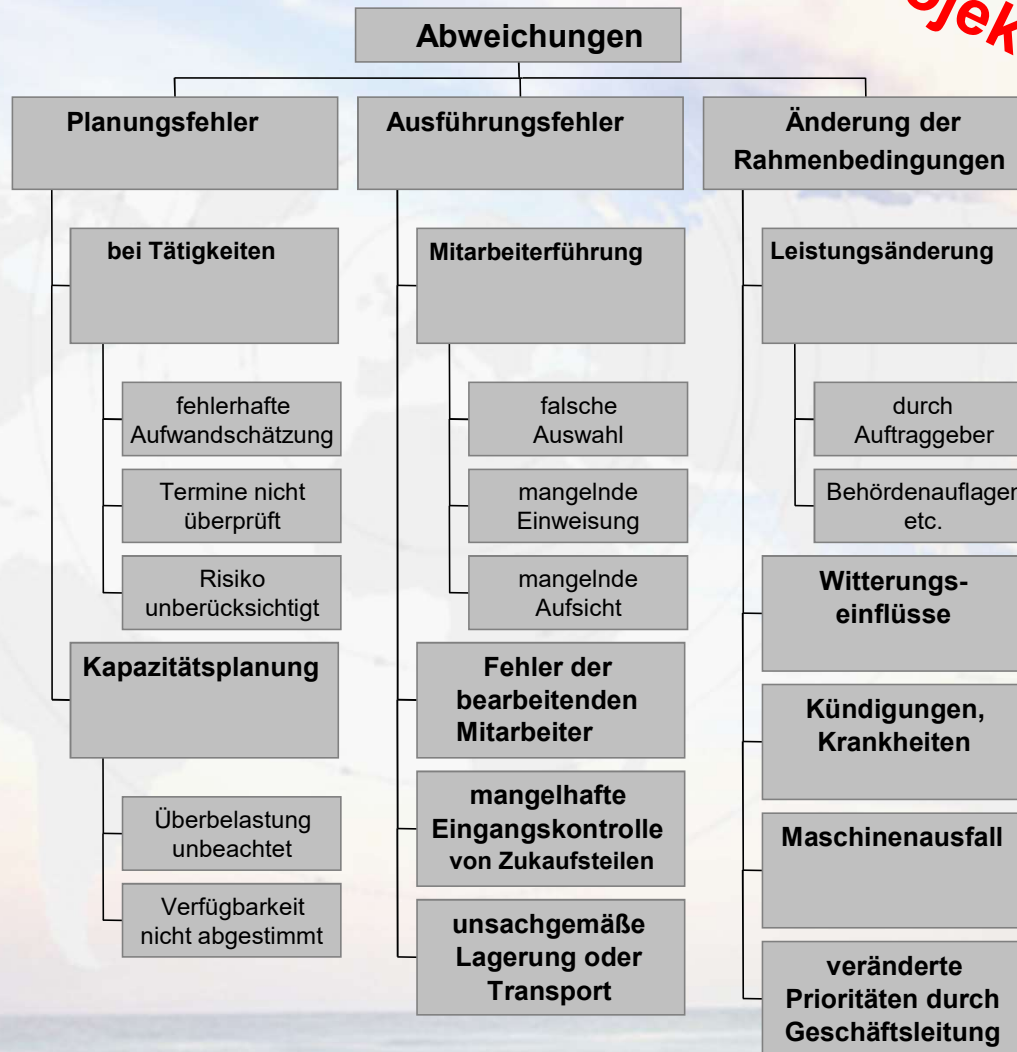 Abweichungen
Planungsfehler
bei Tätigkeiten
fehlerhafte
Aufwandschätzung
Termine nicht
überprüft
Risiko
unberücksichtigt
Kapazitätsplanung
Überbelastung
unbeachtet
Verfügbarkeit
nicht abgestimmt
Ausführungsfehler
Mitarbeiterführung
falsche
Auswahl
mangelnde
Einweisung
mangelnde
Aufsicht
Fehler der
bearbeitenden
Mitarbeiter
mangelhafte
Eingangskontrolle
von Zukaufsteilen
unsachgemäße
Lagerung oder
Transport
Änderung der
Rahmenbedingungen
Leistungsänderung
durch
Auftraggeber
Behördenauflagen
etc.
Witterungs-
einflüsse
Kündigungen,
Krankheiten
Maschinenausfall
veränderte
Prioritäten durch
Geschäftsleitung